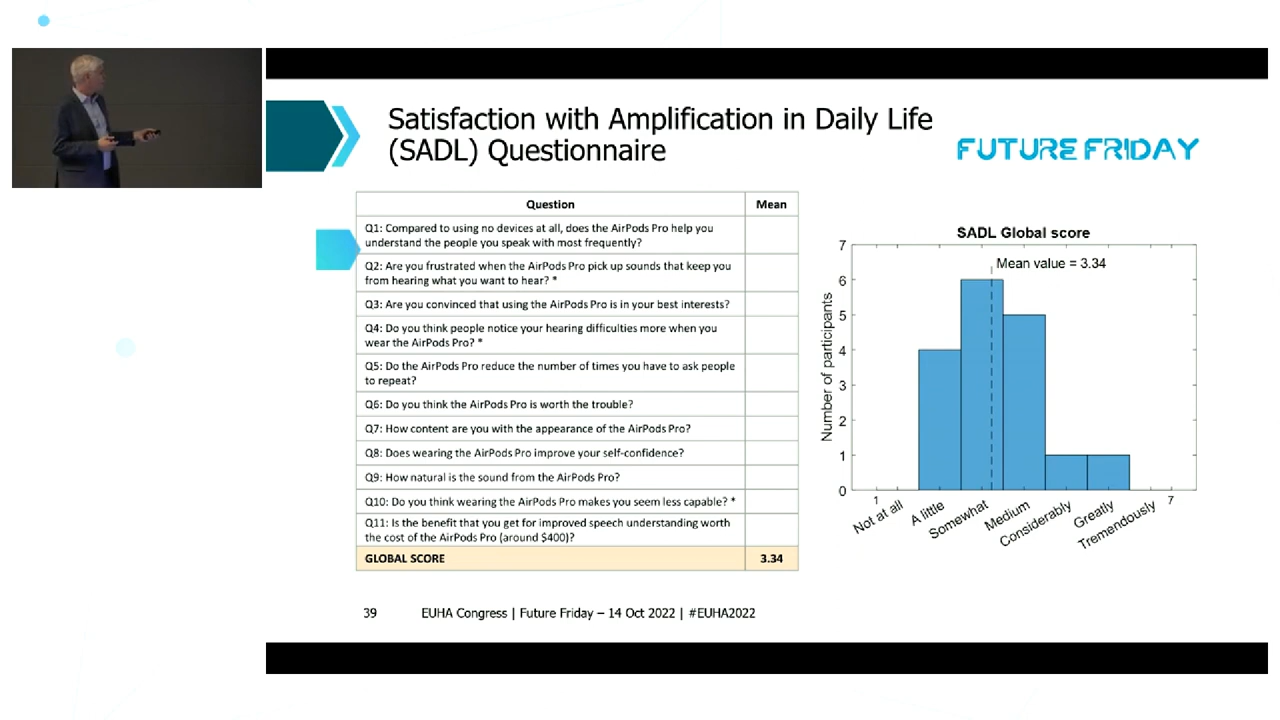 Satisfaction with Amplification in Daily Life
(SADL) Questionnaire
FUTURE FRIDAY
Question
Mean
Q1: Compared to using no devices at all, does the AirPods Pro help you
understand the people you speak with most frequently?
Q2: Are you frustrated when the AirPods Pro pick up sounds that keep you
from hearing what you want to hear? *
Q3: Are you convinced that using the AirPods Pro is in your best interests?
Q4: Do you think people notice your hearing difficulties more when you
wear the AirPods Pro? *
Q5: Do the AirPods Pro reduce the number of times you have to ask people
to repeat?
Q6: Do you think the AirPods Pro is worth the trouble?
Q7: How content are you with the appearance of the AirPods Pro?
Q8: Does wearing the AirPods Pro improve your self-confidence?
Q9: How natural is the sound from the AirPods Pro?
Q10: Do you think wearing the AirPods Pro makes you seem less capable? *
Q11: Is the benefit that you get for improved speech understanding worth
the cost of the AirPods Pro (around $400)?
GLOBAL SCORE 3.34
SADL Global score
Mean value = 3.34
Number of participants
7
6
5
4
3
2
1
0
1
7
Not at all
A little
Somewhat
Medium
Considerably
Greatly
Tremendously
39 EUHA Congress | Future Friday – 14 Oct 2022 | #EUHA2022